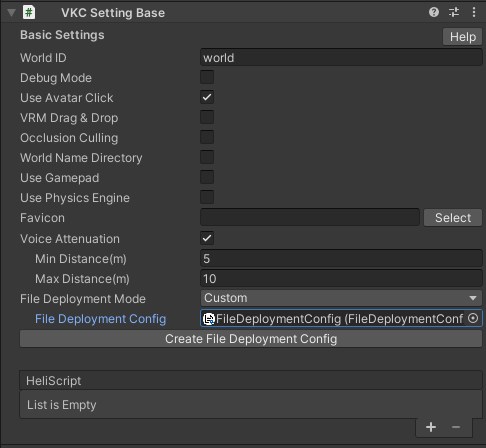 VKC Setting Base
Basic Settings
Help
World ID world
Debug Mode
Use Avatar Click
VRM Drag & Drop
Occlusion Culling
World Name Directory
Use Gamepad
Use Physics Engine
Favicon Select
Voice Attenuation
Min Distance(m) 5
Max Distance(m) 10
File Deployment Mode Custom
File Deployment Config FileDeploymentConfig (FileDeploymentConf
Create File Deployment Config
HeliScript
List is Empty